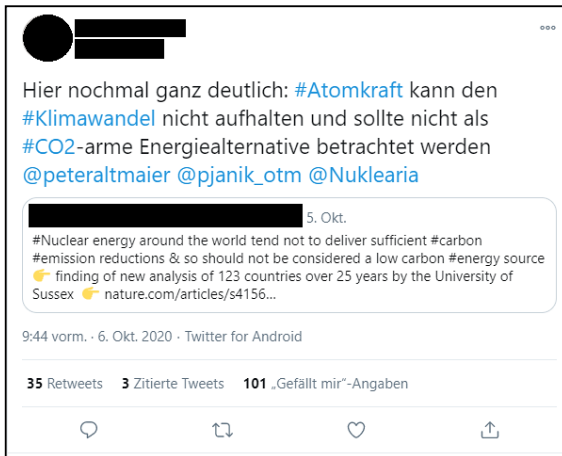 Hier nochmal ganz deutlich: #Atomkraft kann den
#Klimawandel nicht aufhalten und sollte nicht als
#CO2-arme Energiealternative betrachtet werden
@peteraltmaier @pjanik_otm @Nuklearia
5. Okt.
#Nuclear energy around the world tend not to deliver sufficient #carbon
#emission reductions & so should not be considered a low carbon #energy source
👉 finding of new analysis of 123 countries over 25 years by the University of
Sussex 👉 nature.com/articles/s4156...
9:44 vorm. · 6. Okt. 2020 · Twitter for Android
35 Retweets 3 Zitierte Tweets 101 „Gefällt mir“-Angaben